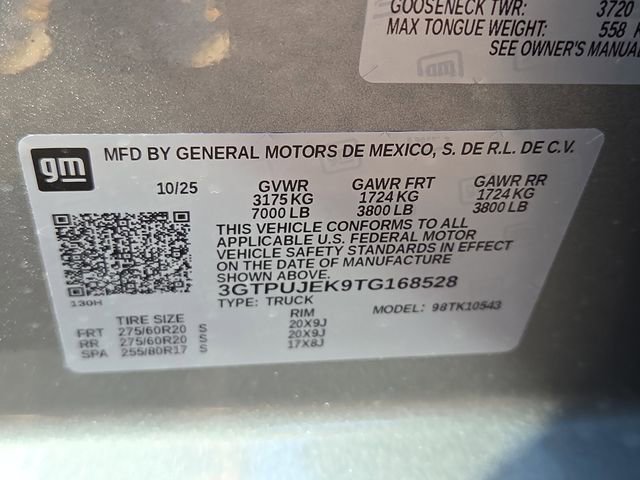 GOOSENECK TWR: 3720
MAX TONGUE WEIGHT: 558 K
SEE OWNER'S MANUAL
gm
MFD BY GENERAL MOTORS DE MEXICO, S. DE R.L. DE C.V.
10/25 GVWR GAWR FRT GAWR RR
3175 KG 1724 KG 1724 KG
7000 LB 3800 LB 3800 LB
THIS VEHICLE CONFORMS TO ALL
APPLICABLE U.S. FEDERAL MOTOR
VEHICLE SAFETY STANDARDS IN EFFECT
ON THE DATE OF MANUFACTURE
SHOWN ABOVE.
130H
3GTPUJEK9TG168528
TYPE: TRUCK MODEL: 98TK10543
TIRE SIZE RIM
FRT 275/60R20 S 20X9J
RR 275/60R20 S 20X9J
SPA 255/80R17 S 17X8J